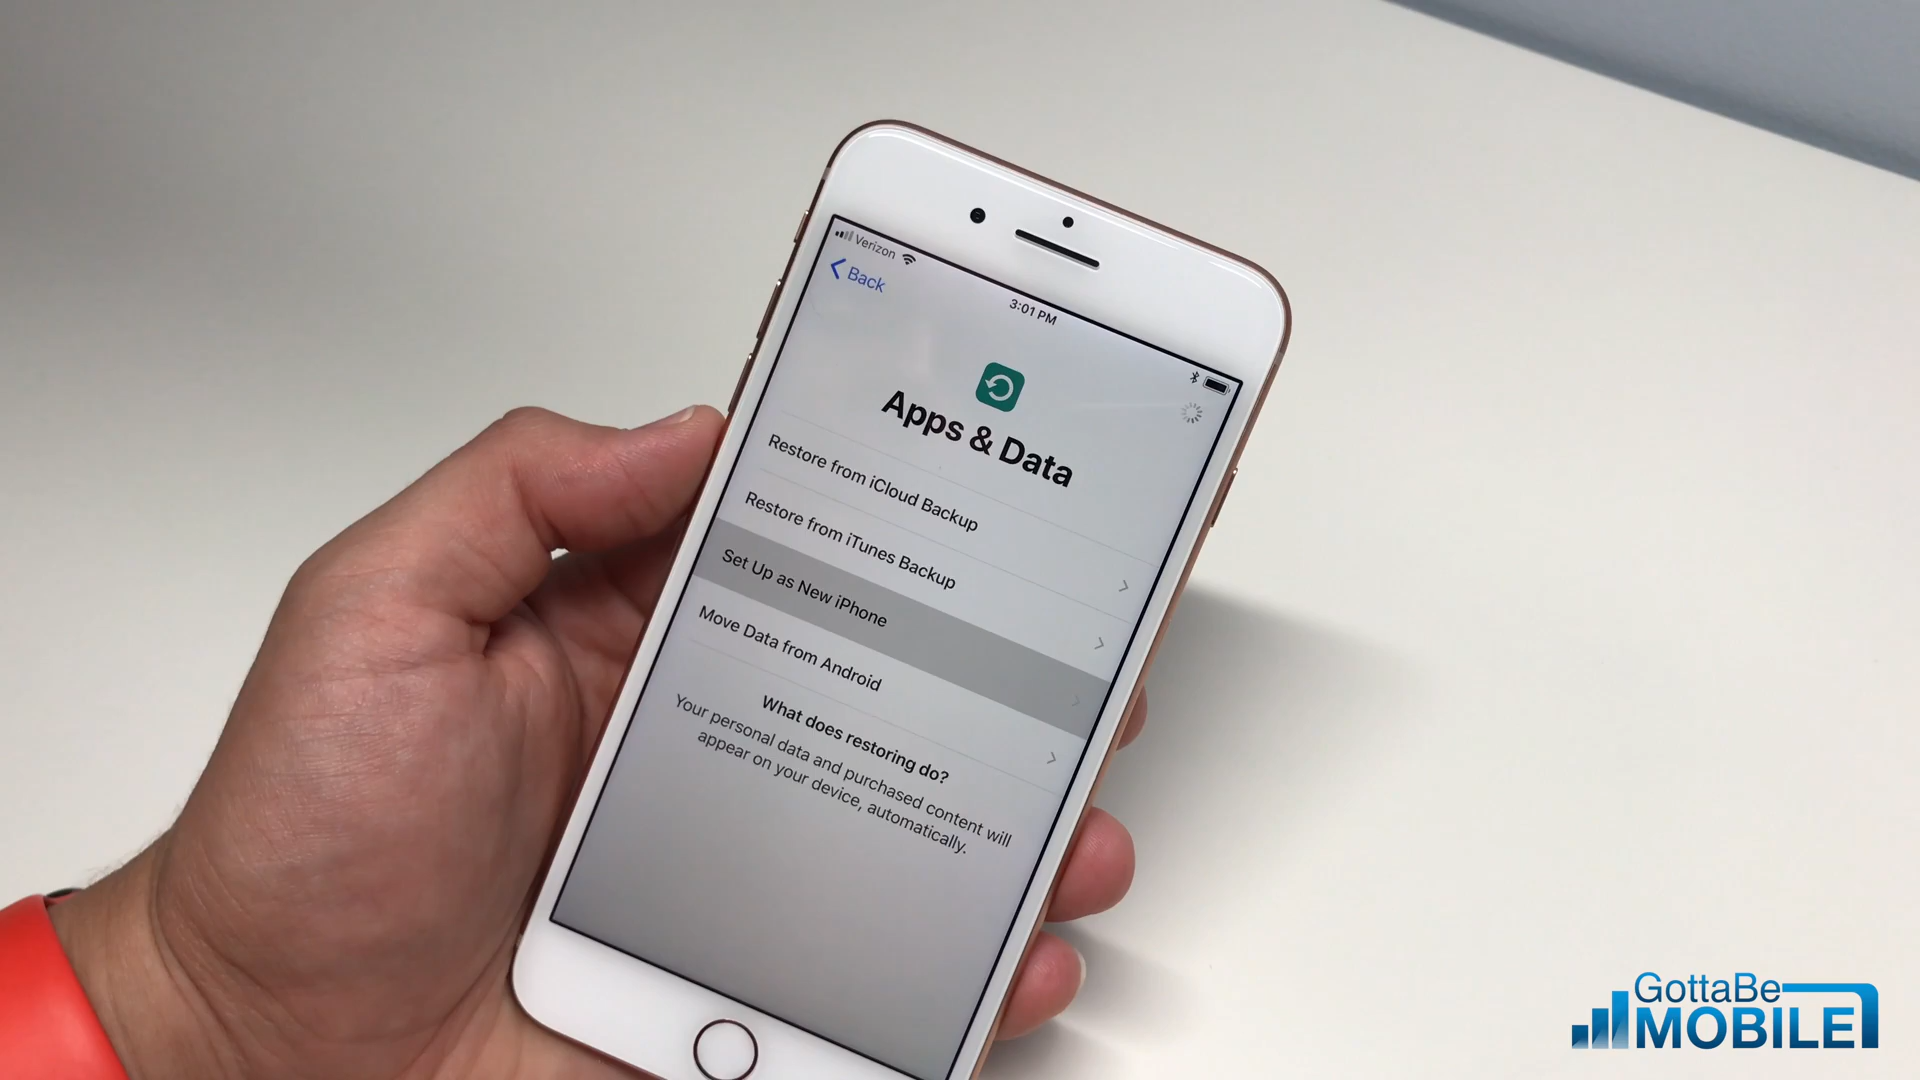 Verizon
Back
3:01 PM
Apps & Data
Restore from iCloud Backup
Restore from iTunes Backup
Set Up as New iPhone
Move Data from Android
What does restoring do?
Your personal data and purchased content will
appear on your device, automatically.
GottaBe
MOBILE